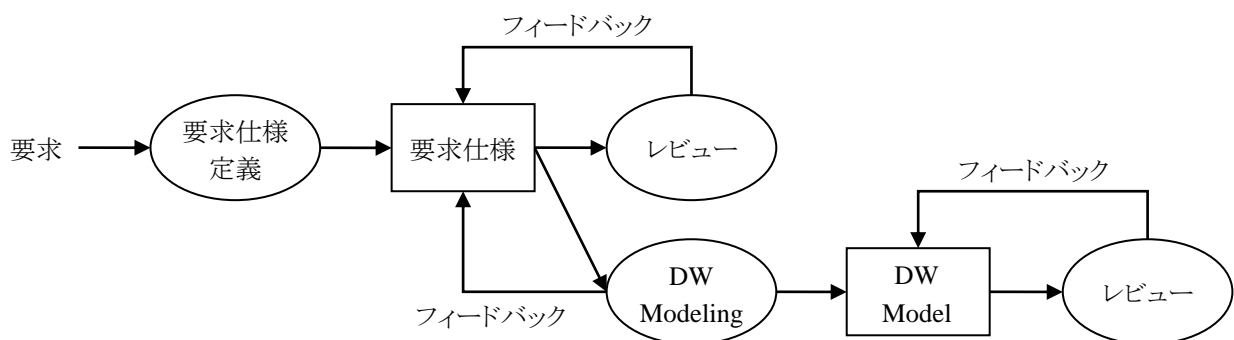 フィードバック
要求
要求仕様
定義
要求仕様
レビュー
フィードバック
フィードバック
DW
Modeling
DW
Model
レビュー